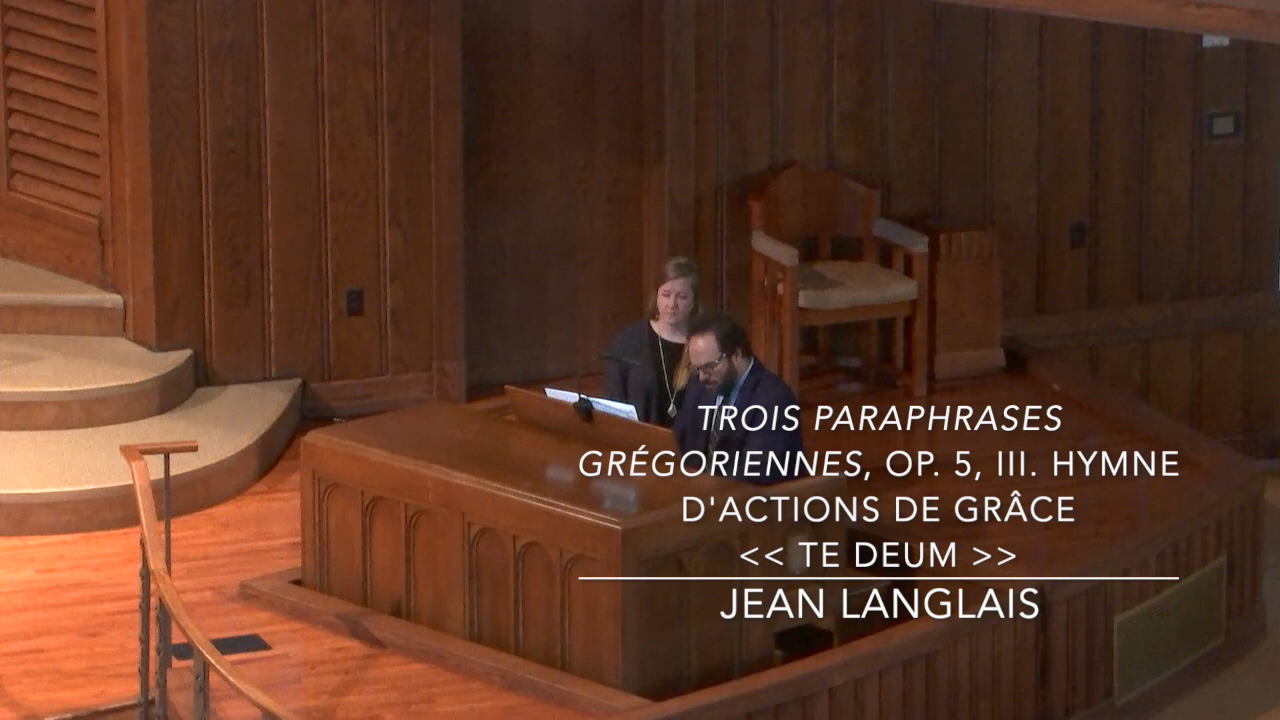 TROIS PARAPHRASES
GRÉGORIENNES, OP. 5, III. HYMNE
D'ACTIONS DE GRÂCE
<< TE DEUM >>
JEAN LANGLAIS